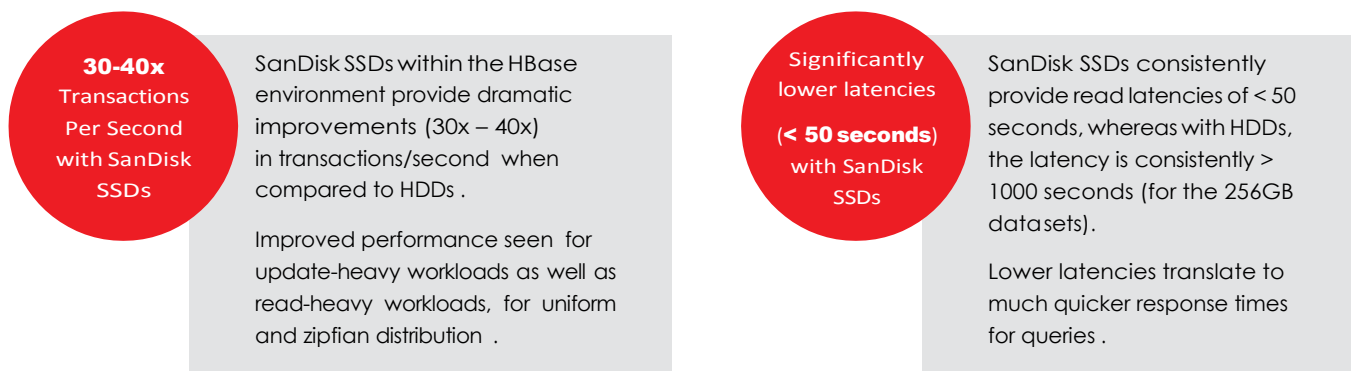 30-40x
Transactions
Per Second
with SanDisk
SSDs
SanDisk SSDs within the HBase
environment provide dramatic
improvements (30x – 40x)
in transactions/second when
compared to HDDs .
Improved performance seen for
update-heavy workloads as well as
read-heavy workloads, for uniform
and zipfian distribution .
Significantly
lower latencies
(< 50 seconds)
with SanDisk
SSDs
SanDisk SSDs consistently
provide read latencies of < 50
seconds, whereas with HDDs,
the latency is consistently >
1000 seconds (for the 256GB
datasets).
Lower latencies translate to
much quicker response times
for queries .